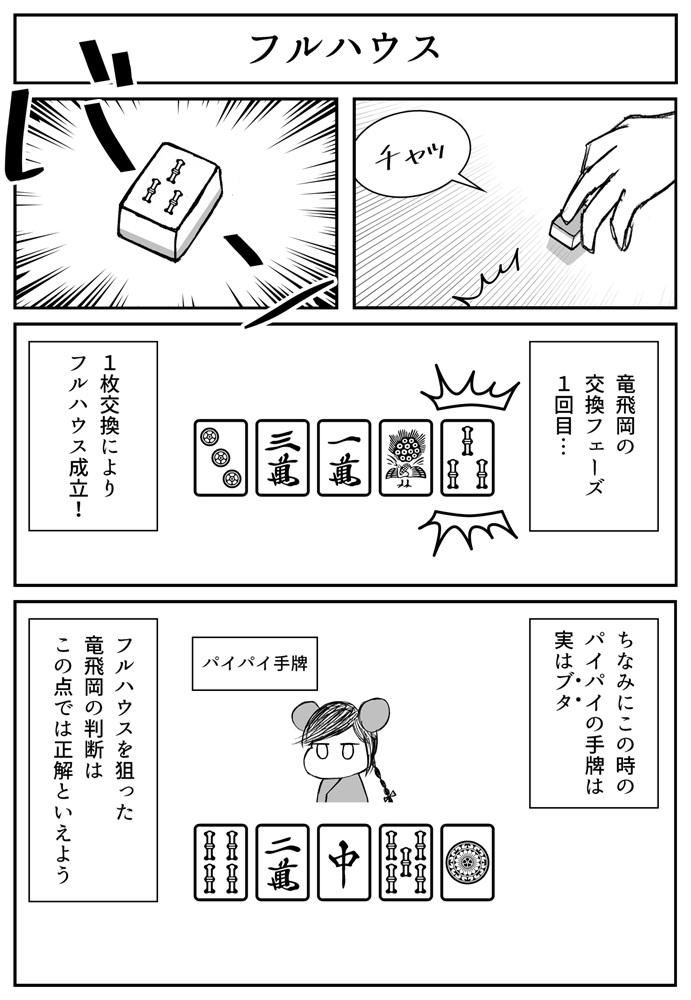 フルハウス
チャッ
竜飛岡の
交換フェーズ
１回目…
三萬
一萬
１枚交換により
フルハウス成立！
ちなみにこの時の
パイパイの手牌は
実はブタ
パイパイ手牌
二萬
中
フルハウスを狙った
竜飛岡の判断は
この点では正解といえよう